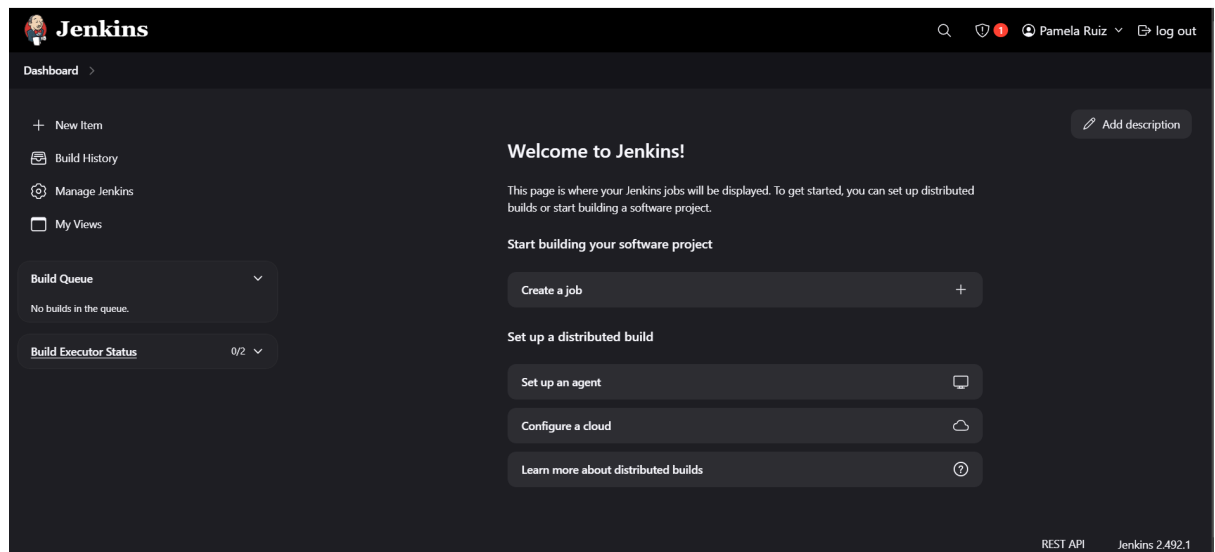 Jenkins
1
Pamela Ruiz
log out
Dashboard
New Item
Build History
Manage Jenkins
My Views
Build Queue
No builds in the queue.
Build Executor Status 0/2
Add description
Welcome to Jenkins!
This page is where your Jenkins jobs will be displayed. To get started, you can set up distributed
builds or start building a software project.
Start building your software project
Create a job
Set up a distributed build
Set up an agent
Configure a cloud
Learn more about distributed builds
REST API
Jenkins 2.492.1